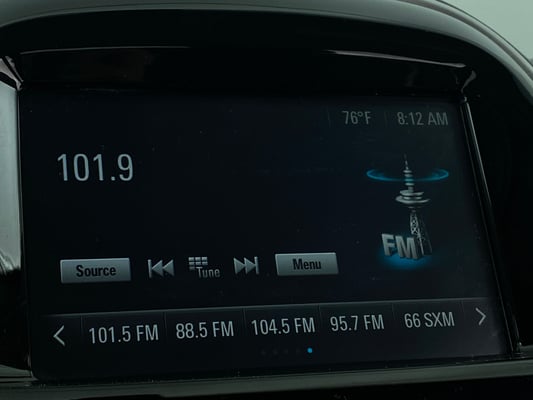 76°F 8:12 AM
101.9
FM
Source Tune Menu
101.5 FM 88.5 FM 104.5 FM 95.7 FM 66 SXM